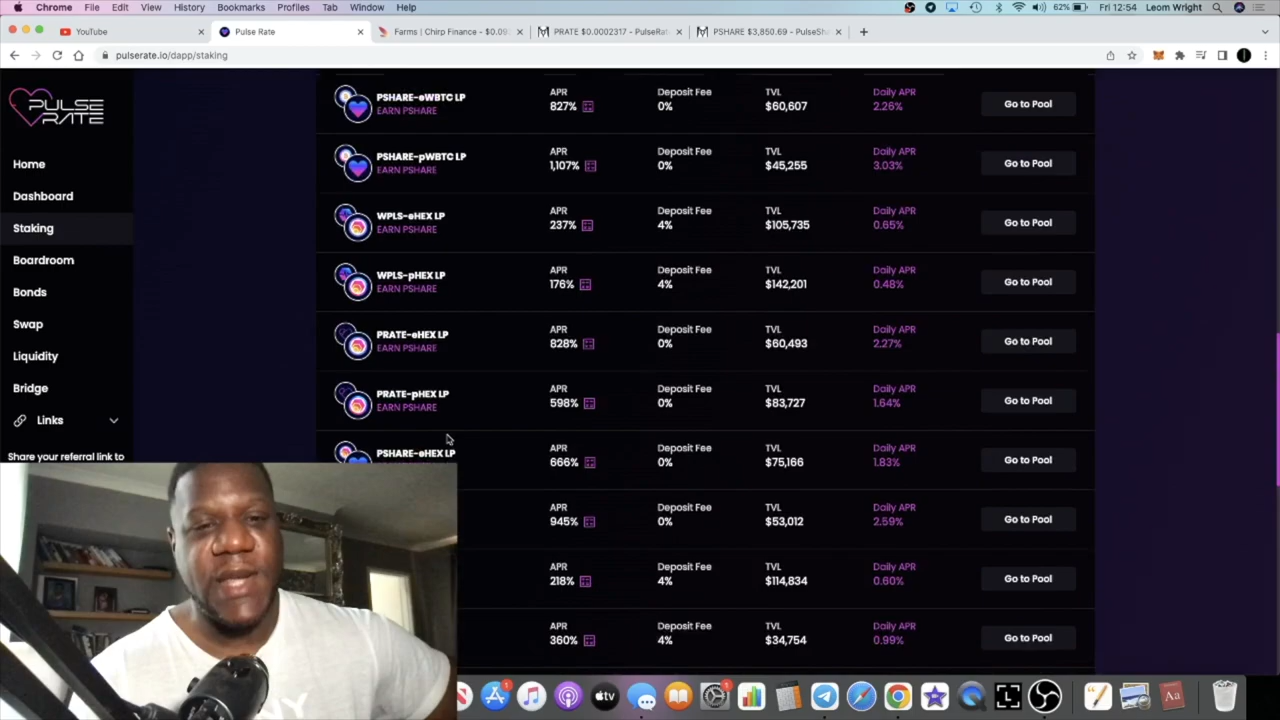 Chrome File Edit View History Bookmarks Profiles Tab Window Help 62% Fri 12:54 Leom Wright
YouTube Pulse Rate Farms | Chirp Finance - $0.09 PRATE $0.0002317 - PulseRat PSHARE $3,850.69 - PulseSh
pulserate.io/dapp/staking
PULSE
RATE
Home
Dashboard
Staking
Boardroom
Bonds
Swap
Liquidity
Bridge
Links
Share your referral link to
PSHARE-eWBTC LP
EARN PSHARE
APR
827%
Deposit Fee
0%
TVL
$60,607
Daily APR
2.26%
Go to Pool
PSHARE-pWBTC LP
EARN PSHARE
APR
1,107%
Deposit Fee
0%
TVL
$45,255
Daily APR
3.03%
Go to Pool
WPLS-eHEX LP
EARN PSHARE
APR
237%
Deposit Fee
4%
TVL
$105,735
Daily APR
0.65%
Go to Pool
WPLS-pHEX LP
EARN PSHARE
APR
176%
Deposit Fee
4%
TVL
$142,201
Daily APR
0.48%
Go to Pool
PRATE-eHEX LP
EARN PSHARE
APR
828%
Deposit Fee
0%
TVL
$60,493
Daily APR
2.27%
Go to Pool
PRATE-pHEX LP
EARN PSHARE
APR
598%
Deposit Fee
0%
TVL
$83,727
Daily APR
1.64%
Go to Pool
PSHARE-eHEX LP
APR
666%
Deposit Fee
0%
TVL
$75,166
Daily APR
1.83%
Go to Pool
APR
945%
Deposit Fee
0%
TVL
$53,012
Daily APR
2.59%
Go to Pool
APR
218%
Deposit Fee
4%
TVL
$114,834
Daily APR
0.60%
Go to Pool
APR
360%
Deposit Fee
4%
TVL
$34,754
Daily APR
0.99%
Go to Pool
tv
Aa